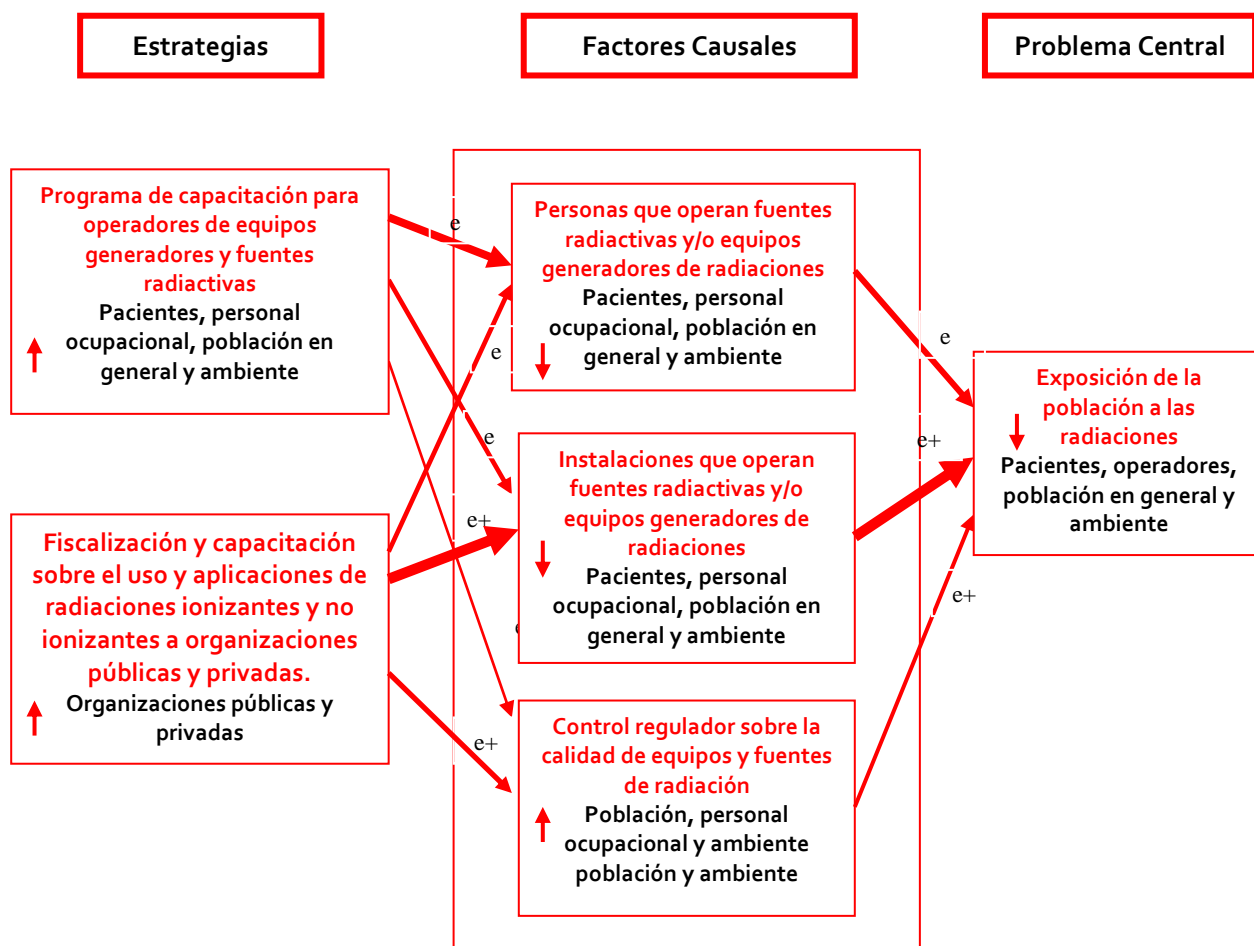 Estrategias
Factores Causales
Problema Central
Programa de capacitación para
operadores de equipos
generadores y fuentes
radiactivas
Pacientes, personal
ocupacional, población en
general y ambiente
Fiscalización y capacitación
sobre el uso y aplicaciones de
radiaciones ionizantes y no
ionizantes a organizaciones
públicas y privadas.
Organizaciones públicas y
privadas
e
e
e
e+
e+
Personas que operan fuentes
radiactivas y/o equipos
generadores de radiaciones
Pacientes, personal
ocupacional, población en
general y ambiente
Instalaciones que operan
fuentes radiactivas y/o
equipos generadores de
radiaciones
Pacientes, personal
ocupacional, población en
general y ambiente
Control regulador sobre la
calidad de equipos y fuentes
de radiación
Población, personal
ocupacional y ambiente
población y ambiente
e
e+
e+
Exposición de la
población a las
radiaciones
Pacientes, operadores,
población en general y
ambiente